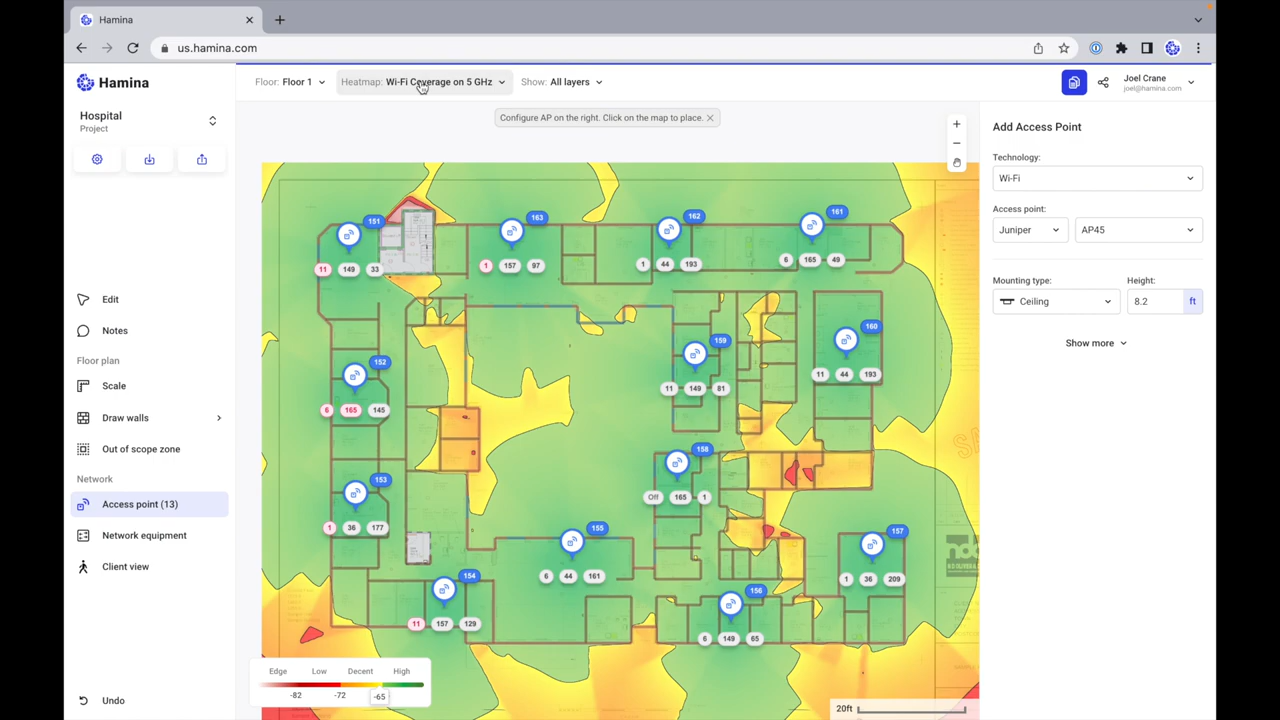 Hamina
us.hamina.com
Hamina
Floor: Floor 1
Heatmap: Wi-Fi Coverage on 5 GHz
Show: All layers
Joel Crane
joel@hamina.com
Hospital
Project
Configure AP on the right. Click on the map to place.
Edit
Notes
Floor plan
Scale
Draw walls
Out of scope zone
Network
Access point (13)
Network equipment
Client view
Undo
151
11 149 33
163
1 157 97
162
1 44 193
161
6 165 49
152
6 165 145
159
11 149 81
160
11 44 193
153
1 36 177
158
Off 165 1
154
11 157 129
155
6 44 161
156
6 149 65
157
1 36 209
Edge Low Decent High
-82 -72 -65
20ft
Add Access Point
Technology:
Wi-Fi
Access point:
Juniper AP45
Mounting type: Height:
Ceiling 8.2 ft
Show more